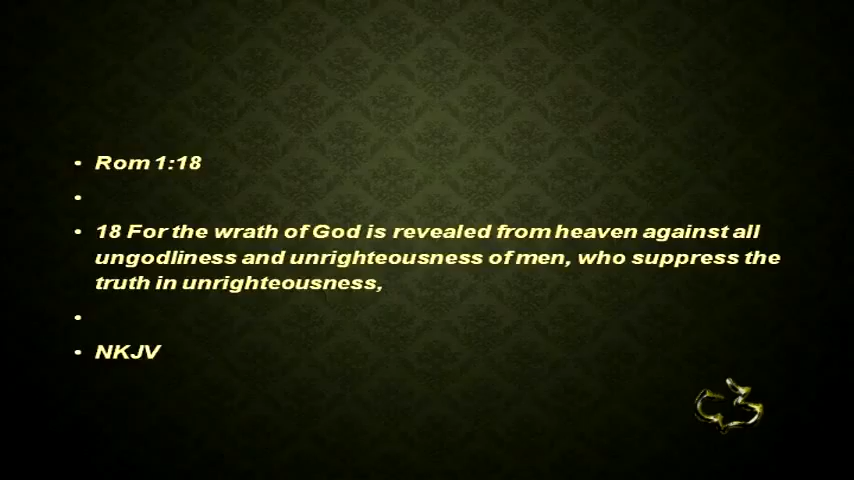 Rom 1:18
18 For the wrath of God is revealed from heaven against all
ungodliness and unrighteousness of men, who suppress the
truth in unrighteousness,
NKJV
C3